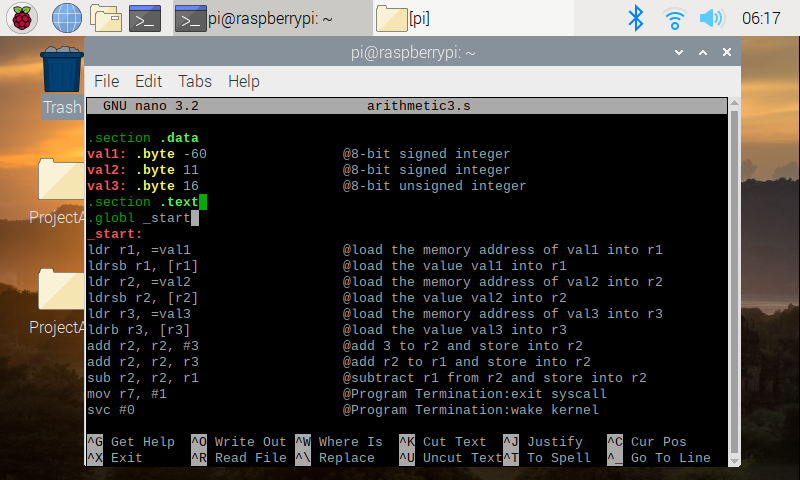 pi@raspberrypi: ~
[pi]
06:17
pi@raspberrypi: ~
Trash
File Edit Tabs Help
GNU nano 3.2 arithmetic3.s
.section .data
val1: .byte -60 @8-bit signed integer
val2: .byte 11 @8-bit signed integer
val3: .byte 16 @8-bit unsigned integer
.section .text
.globl _start
_start:
ldr r1, =val1 @load the memory address of val1 into r1
ldrsb r1, [r1] @load the value val1 into r1
ldr r2, =val2 @load the memory address of val2 into r2
ldrsb r2, [r2] @load the value val2 into r2
ldr r3, =val3 @load the memory address of val3 into r3
ldrb r3, [r3] @load the value val3 into r3
add r2, r2, #3 @add 3 to r2 and store into r2
add r2, r2, r3 @add r2 to r1 and store into r2
sub r2, r2, r1 @subtract r1 from r2 and store into r2
mov r7, #1 @Program Termination:exit syscall
svc #0 @Program Termination:wake kernel
ProjectA
ProjectA
^G Get Help ^O Write Out ^W Where Is ^K Cut Text ^J Justify ^C Cur Pos
^X Exit ^R Read File ^\ Replace ^U Uncut Text ^T To Spell ^_ Go To Line